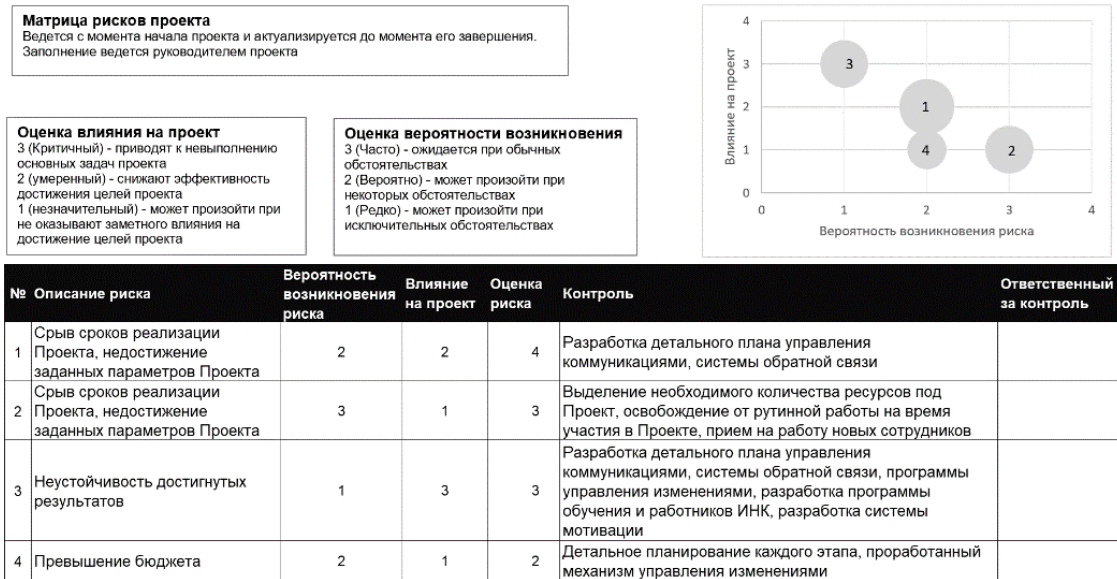 Матрица рисков проекта
Ведется с момента начала проекта и актуализируется до момента его завершения.
Заполнение ведется руководителем проекта
Оценка влияния на проект
3 (Критичный) - приводят к невыполнению
основных задач проекта
2 (умеренный) - снижают эффективность
достижения целей проекта
1 (незначительный) - может произойти при
не оказывают заметного влияния на
достижение целей проекта
Оценка вероятности возникновения
3 (Часто) - ожидается при обычных
обстоятельствах
2 (Вероятно) - может произойти при
некоторых обстоятельствах
1 (Редко) - может произойти при
исключительных обстоятельствах
Влияние на проект
4
3
2
1
0
3
1
4
2
0 1 2 3 4
Вероятность возникновения риска
№ Описание риска
Вероятность
возникновения
риска
Влияние
на проект
Оценка
риска
Контроль
Ответственный
за контроль
1
Срыв сроков реализации
Проекта, недостижение
заданных параметров Проекта
2
2
4
Разработка детального плана управления
коммуникациями, системы обратной связи
2
Срыв сроков реализации
Проекта, недостижение
заданных параметров Проекта
3
1
3
Выделение необходимого количества ресурсов под
Проект, освобождение от рутинной работы на время
участия в Проекте, прием на работу новых сотрудников
3
Неустойчивость достигнутых
результатов
1
3
3
Разработка детального плана управления
коммуникациями, системы обратной связи, программы
управления изменениями, разработка программы
обучения и работников ИНК, разработка системы
мотивации
4
Превышение бюджета
2
1
2
Детальное планирование каждого этапа, проработанный
механизм управления изменениями